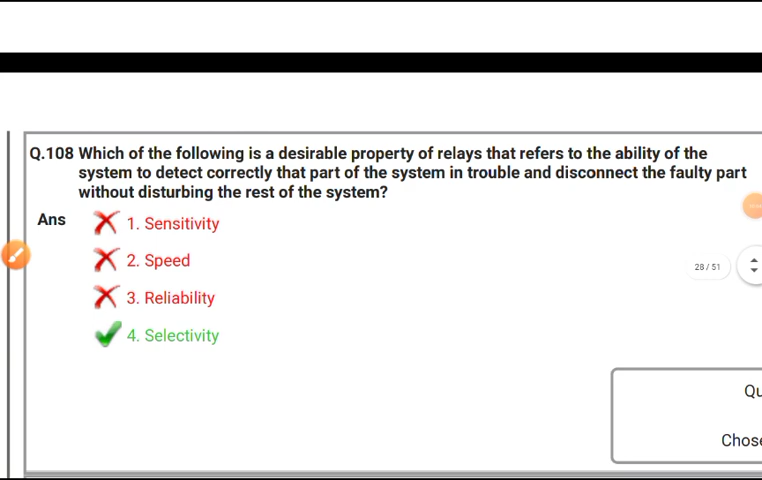 Q.108 Which of the following is a desirable property of relays that refers to the ability of the
system to detect correctly that part of the system in trouble and disconnect the faulty part
without disturbing the rest of the system?
Ans
1. Sensitivity
2. Speed
28 / 51
3. Reliability
4. Selectivity
Qu
Chose